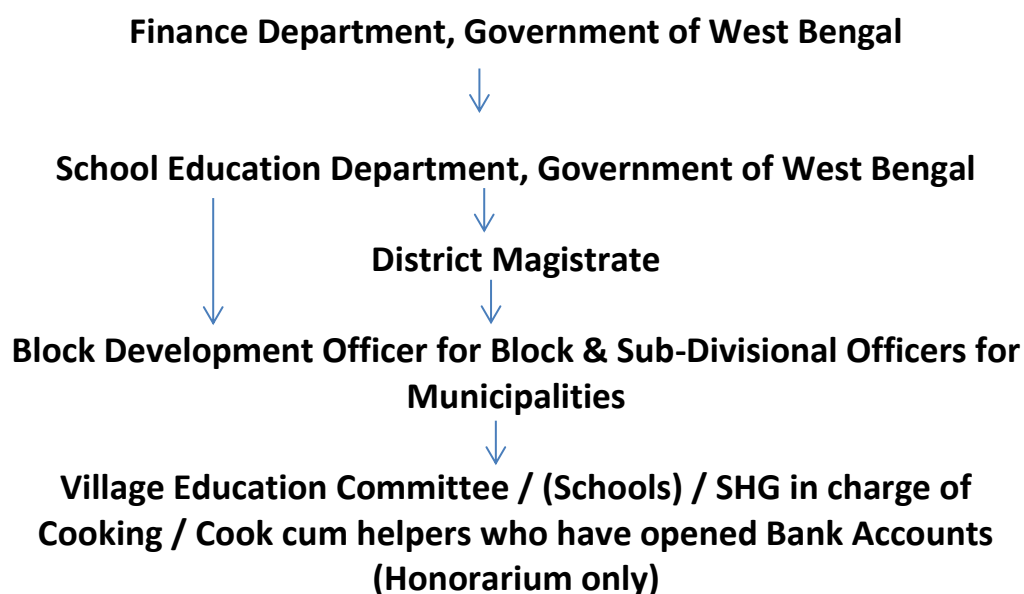 Finance Department, Government of West Bengal
School Education Department, Government of West Bengal
District Magistrate
Block Development Officer for Block & Sub-Divisional Officers for
Municipalities
Village Education Committee / (Schools) / SHG in charge of
Cooking / Cook cum helpers who have opened Bank Accounts
(Honorarium only)